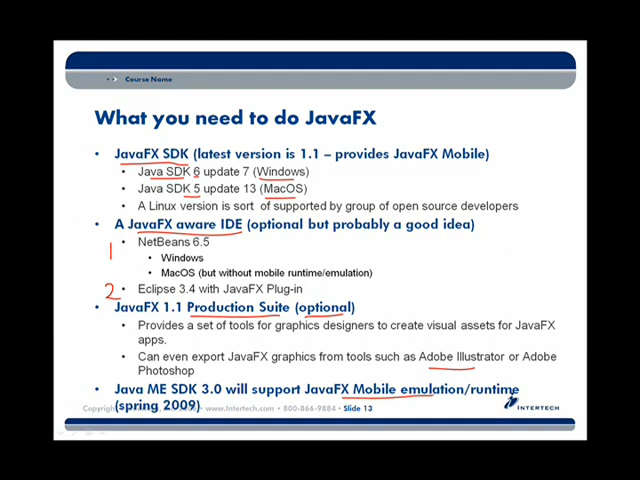 Course Name
What you need to do JavaFX
• JavaFX SDK (latest version is 1.1 – provides JavaFX Mobile)
• Java SDK 6 update 7 (Windows)
• Java SDK 5 update 13 (MacOS)
• A Linux version is sort of supported by group of open source developers
• A JavaFX aware IDE (optional but probably a good idea)
1
• NetBeans 6.5
• Windows
• MacOS (but without mobile runtime/emulation)
2
• Eclipse 3.4 with JavaFX Plug-in
• JavaFX 1.1 Production Suite (optional)
• Provides a set of tools for graphics designers to create visual assets for JavaFX
apps.
• Can even export JavaFX graphics from tools such as Adobe Illustrator or Adobe
Photoshop
• Java ME SDK 3.0 will support JavaFX Mobile emulation/runtime
(spring 2009)
Copyright • www.Intertech.com • 800-866-9884 • Slide 13
INTERTECH